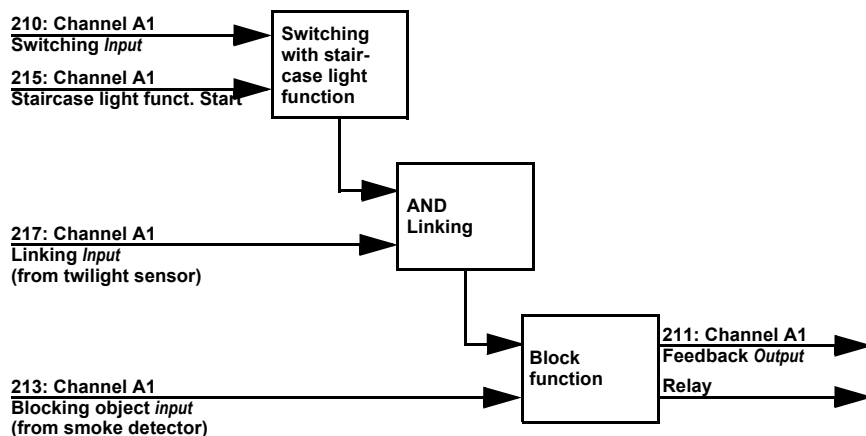 210: Channel A1
Switching Input
215: Channel A1
Staircase light funct. Start
Switching
with stair-
case light
function
217: Channel A1
Linking Input
(from twilight sensor)
AND
Linking
213: Channel A1
Blocking object input
(from smoke detector)
Block
function
211: Channel A1
Feedback Output
Relay